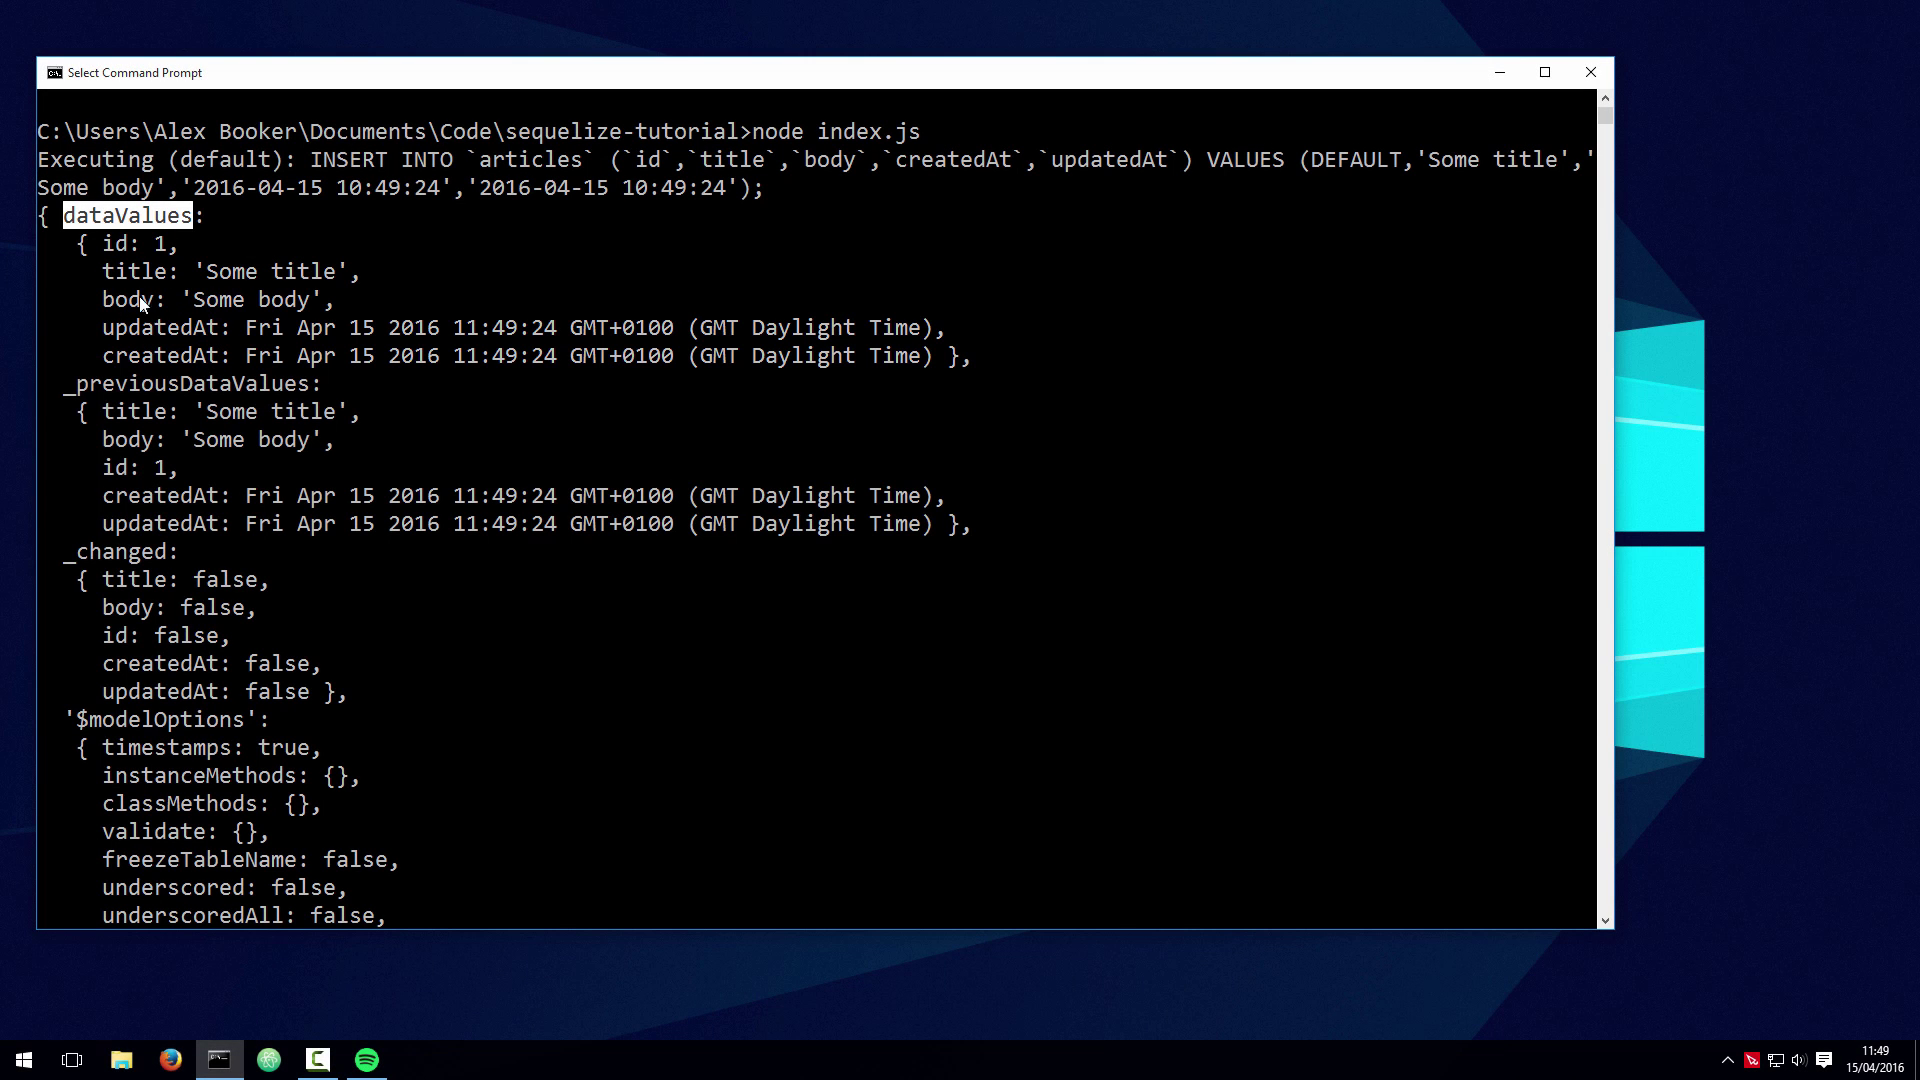 Select Command Prompt
C:\Users\Alex Booker\Documents\Code\sequelize-tutorial>node index.js
Executing (default): INSERT INTO `articles` (`id`,`title`,`body`,`createdAt`,`updatedAt`) VALUES (DEFAULT,'Some title','
Some body','2016-04-15 10:49:24','2016-04-15 10:49:24');
{ dataValues:
{ id: 1,
title: 'Some title',
body: 'Some body',
updatedAt: Fri Apr 15 2016 11:49:24 GMT+0100 (GMT Daylight Time),
createdAt: Fri Apr 15 2016 11:49:24 GMT+0100 (GMT Daylight Time) },
_previousDataValues:
{ title: 'Some title',
body: 'Some body',
id: 1,
createdAt: Fri Apr 15 2016 11:49:24 GMT+0100 (GMT Daylight Time),
updatedAt: Fri Apr 15 2016 11:49:24 GMT+0100 (GMT Daylight Time) },
_changed:
{ title: false,
body: false,
id: false,
createdAt: false,
updatedAt: false },
'$modelOptions':
{ timestamps: true,
instanceMethods: {},
classMethods: {},
validate: {},
freezeTableName: false,
underscored: false,
underscoredAll: false,
11:49
15/04/2016